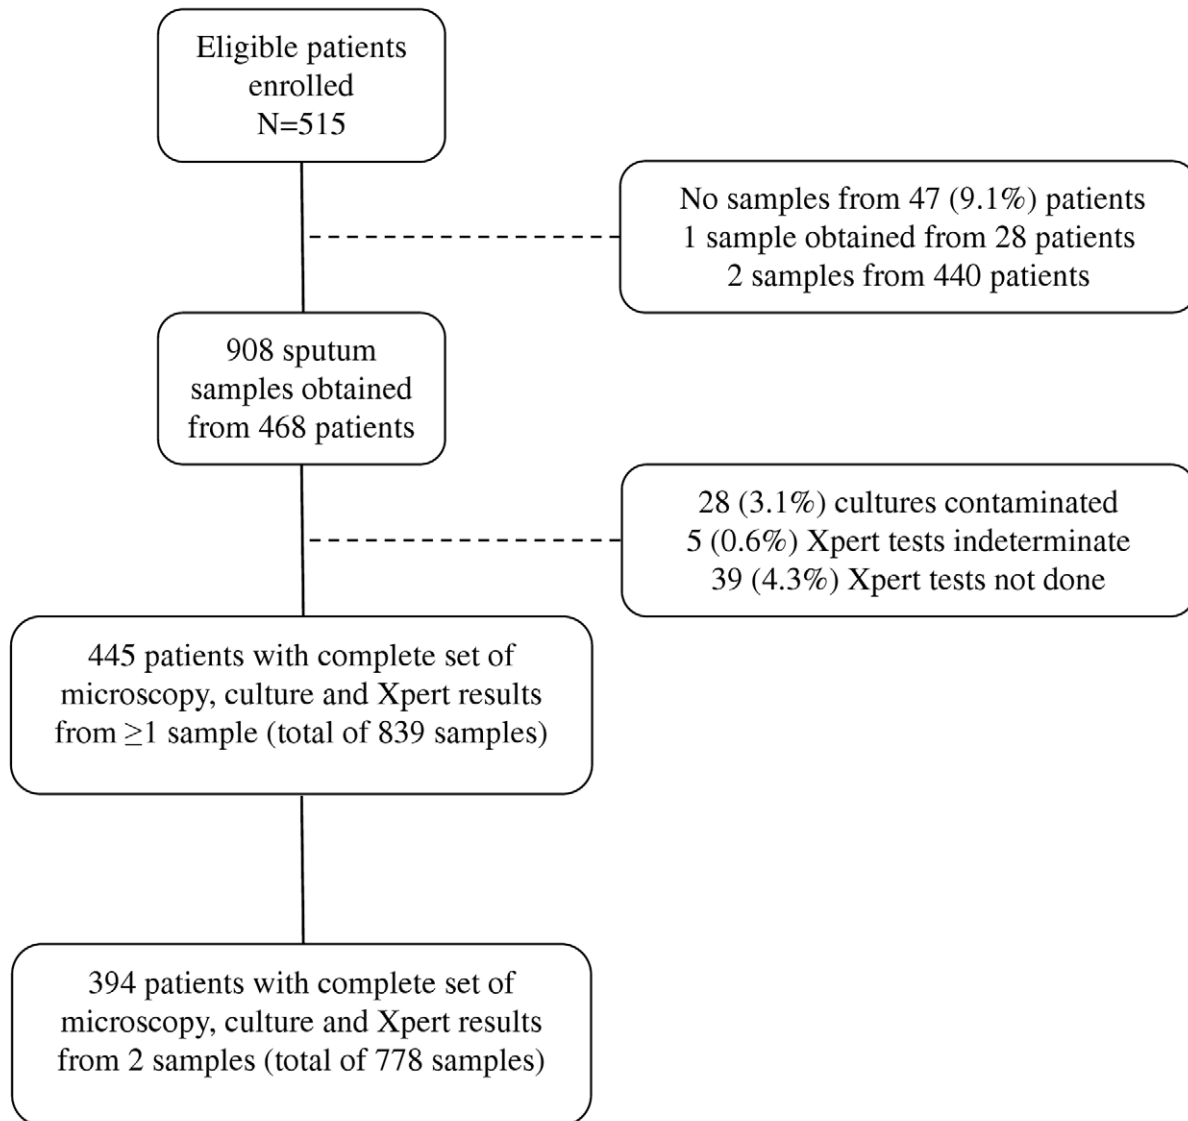 Eligible patients
enrolled
N=515
No samples from 47 (9.1%) patients
1 sample obtained from 28 patients
2 samples from 440 patients
908 sputum
samples obtained
from 468 patients
28 (3.1%) cultures contaminated
5 (0.6%) Xpert tests indeterminate
39 (4.3%) Xpert tests not done
445 patients with complete set of
microscopy, culture and Xpert results
from ≥1 sample (total of 839 samples)
394 patients with complete set of
microscopy, culture and Xpert results
from 2 samples (total of 778 samples)